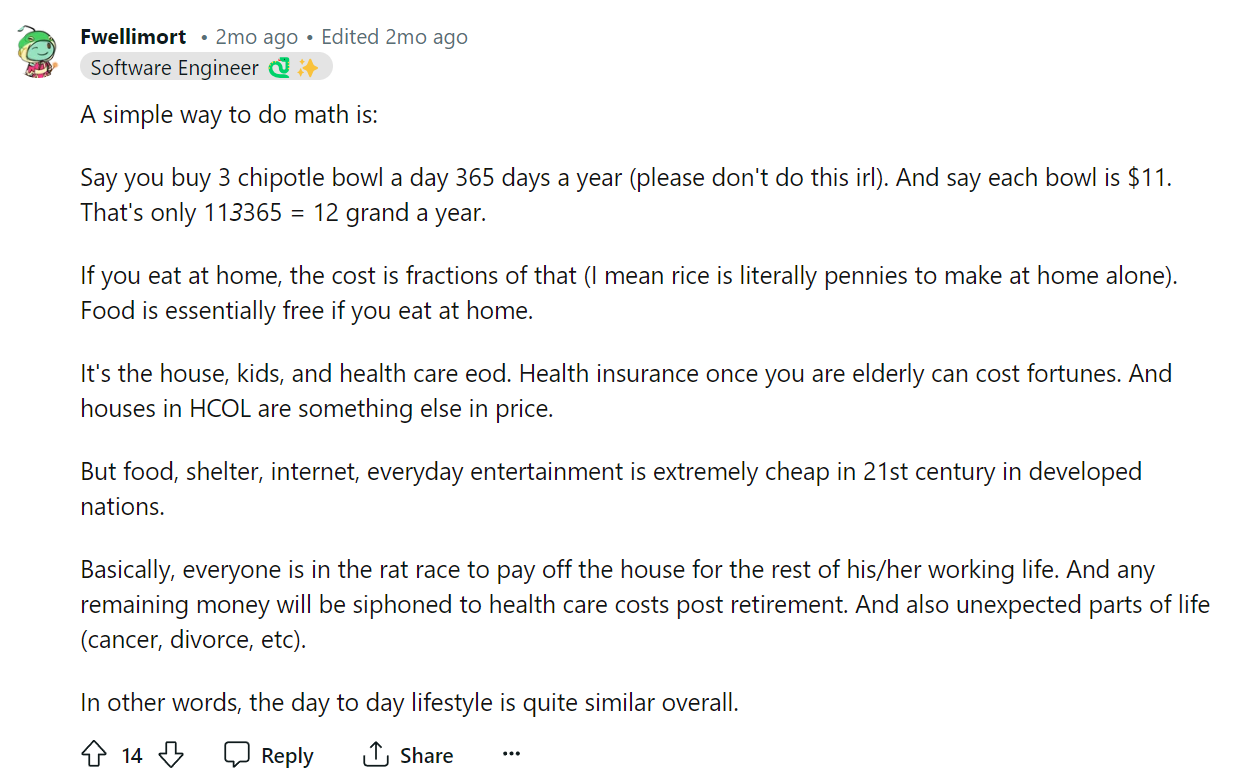 Fwellimort • 2mo ago • Edited 2mo ago
Software Engineer
A simple way to do math is:
Say you buy 3 chipotle bowl a day 365 days a year (please don't do this irl). And say each bowl is $11.
That's only 113365 = 12 grand a year.
If you eat at home, the cost is fractions of that (I mean rice is literally pennies to make at home alone).
Food is essentially free if you eat at home.
It's the house, kids, and health care eod. Health insurance once you are elderly can cost fortunes. And
houses in HCOL are something else in price.
But food, shelter, internet, everyday entertainment is extremely cheap in 21st century in developed
nations.
Basically, everyone is in the rat race to pay off the house for the rest of his/her working life. And any
remaining money will be siphoned to health care costs post retirement. And also unexpected parts of life
(cancer, divorce, etc).
In other words, the day to day lifestyle is quite similar overall.
14 Reply Share ...